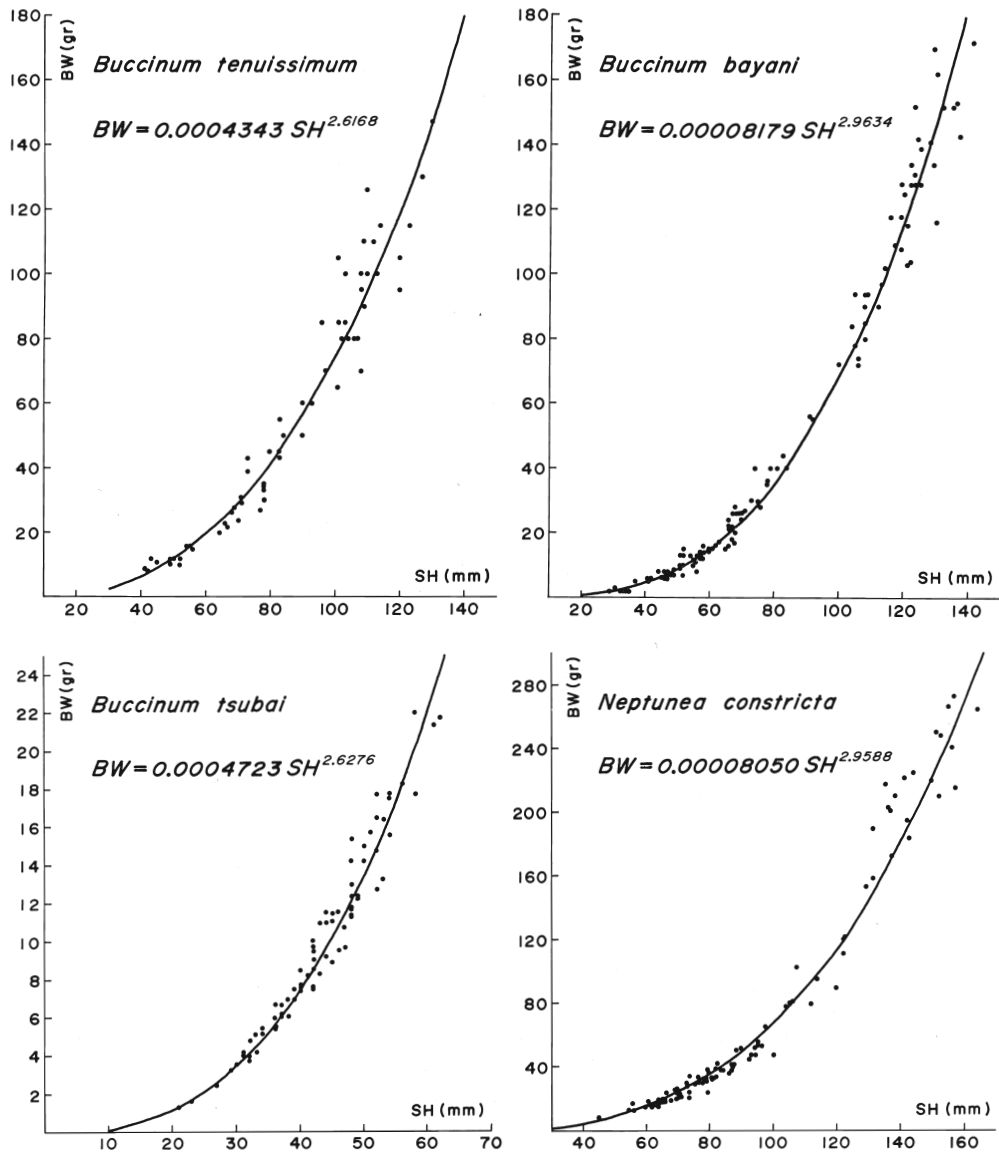 180
160
140
120
100
80
60
40
20
BW (gr)
Buccinum tenuissimum
BW = 0.0004343 SH^2.6168
SH (mm)
20 40 60 80 100 120 140
180
160
140
120
100
80
60
40
20
BW (gr)
Buccinum bayani
BW = 0.00008179 SH^2.9634
SH (mm)
20 40 60 80 100 120 140
24
22
20
18
16
14
12
10
8
6
4
2
BW (gr)
Buccinum tsubai
BW = 0.0004723 SH^2.6276
SH (mm)
10 20 30 40 50 60 70
280
240
200
160
120
80
40
BW (gr)
Neptunea constricta
BW = 0.00008050 SH^2.9588
SH (mm)
40 60 80 100 120 140 160